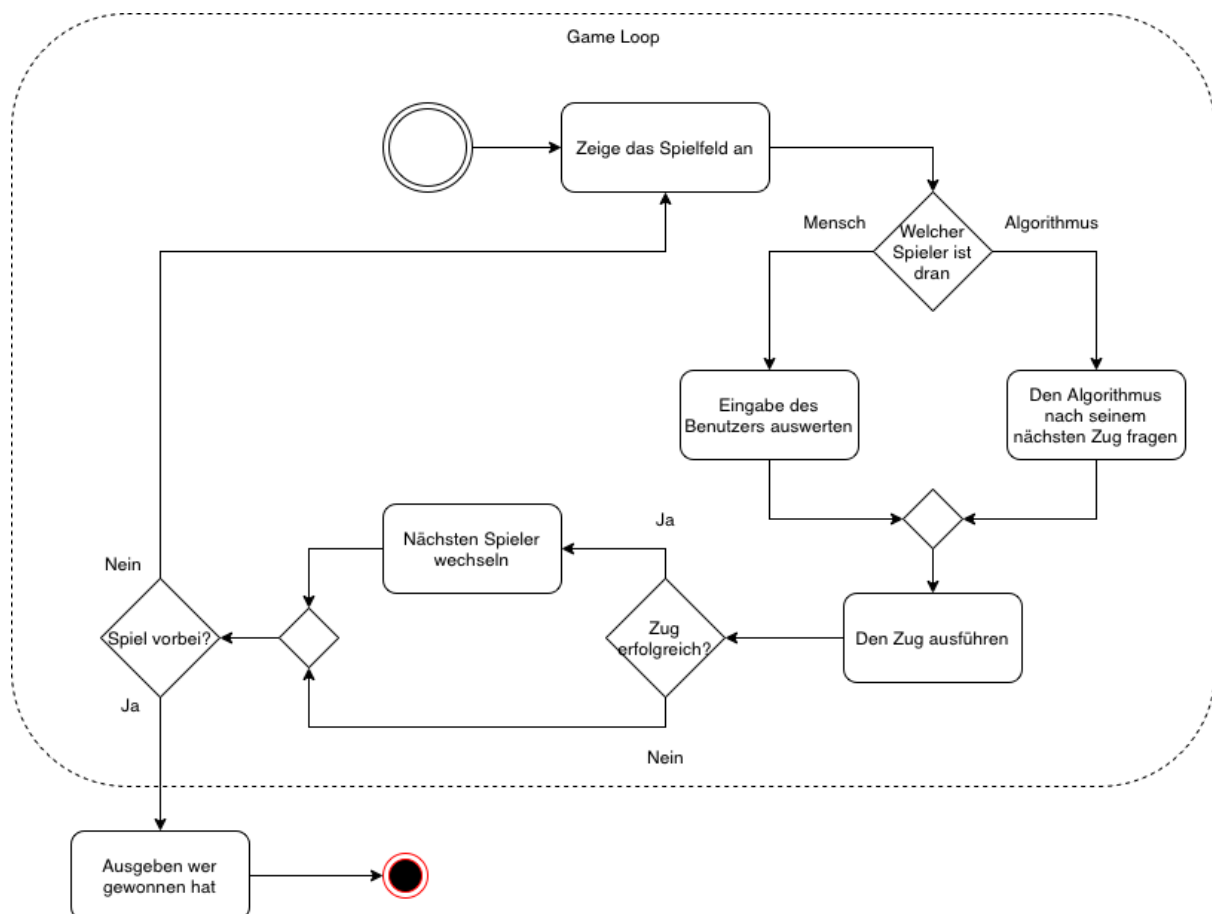 Game Loop
Zeige das Spielfeld an
Mensch
Algorithmus
Welcher
Spieler ist
dran
Eingabe des
Benutzers auswerten
Den Algorithmus
nach seinem
nächsten Zug fragen
Ja
Nächsten Spieler
wechseln
Nein
Spiel vorbei?
Zug
erfolgreich?
Den Zug ausführen
Ja
Nein
Ausgeben wer
gewonnen hat